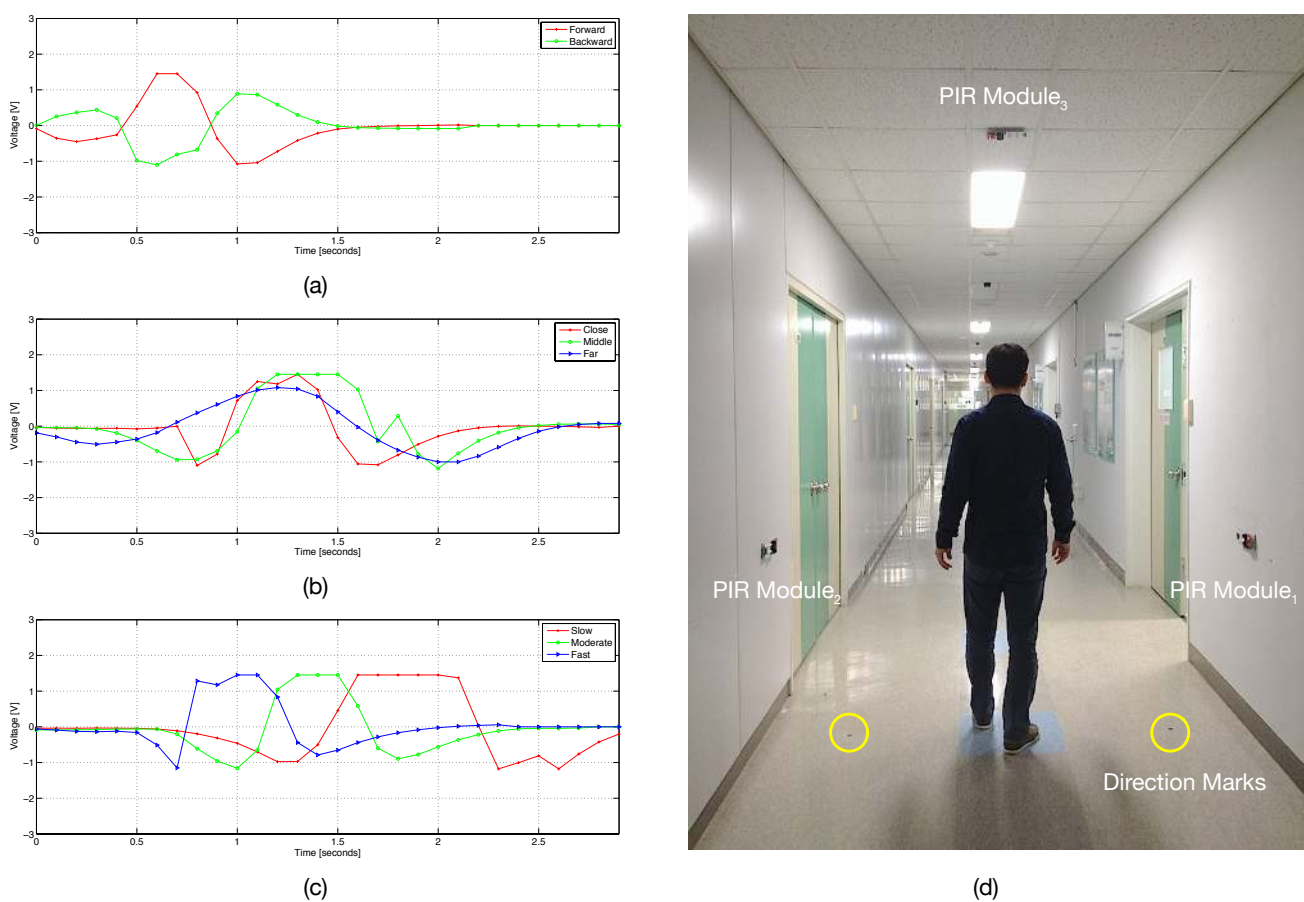 3
2
1
0
−1
−2
−3
Voltage [V]
Forward
Backward
0
0.5
1
1.5
2
2.5
Time [seconds]
(a)
3
2
1
0
−1
−2
−3
Voltage [V]
Close
Middle
Far
0
0.5
1
1.5
2
2.5
Time [seconds]
(b)
3
2
1
0
−1
−2
−3
Voltage [V]
Slow
Moderate
Fast
0
0.5
1
1.5
2
2.5
Time [seconds]
(c)
PIR Module₃
PIR Module₂
PIR Module₁
Direction Marks
(d)